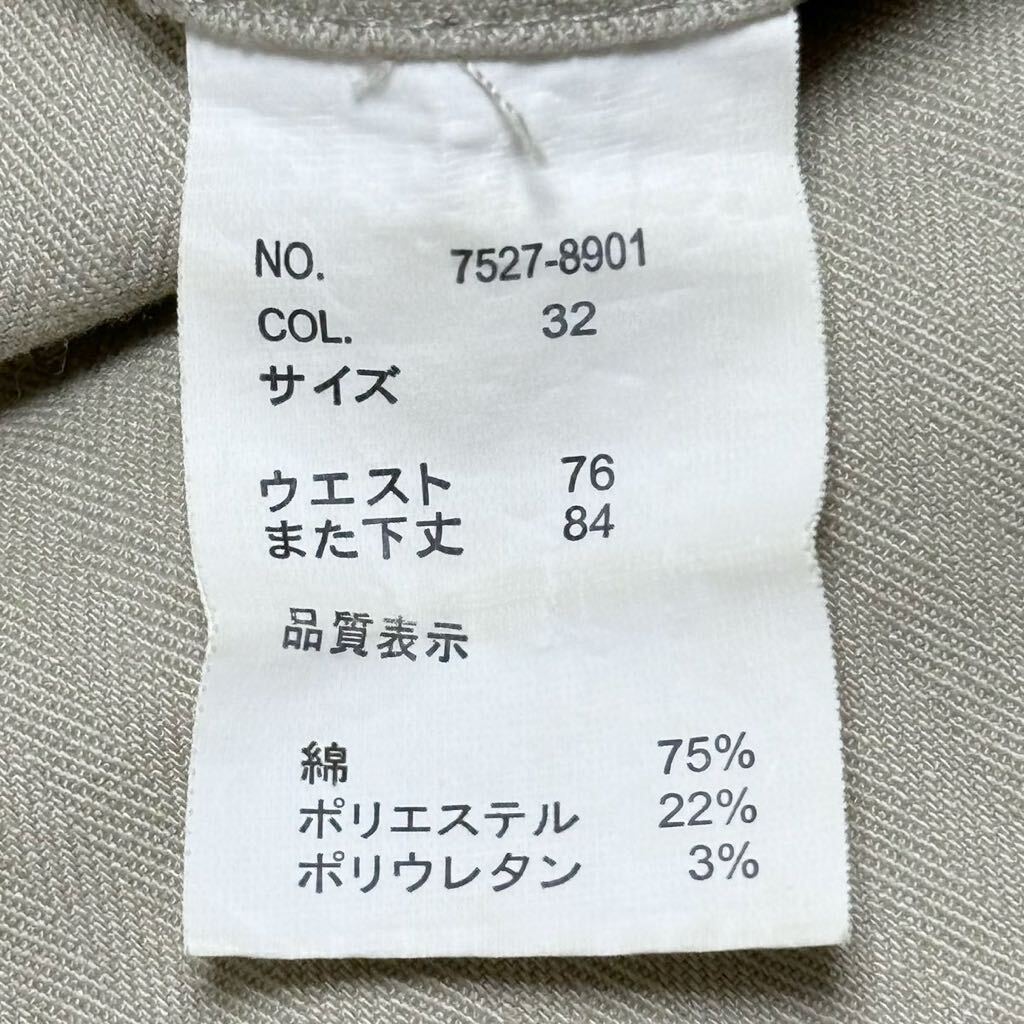 NO. 7527-8901
COL. 32
サイズ
ウエスト 76
また下丈 84
品質表示
綿 75%
ポリエステル 22%
ポリウレタン 3%